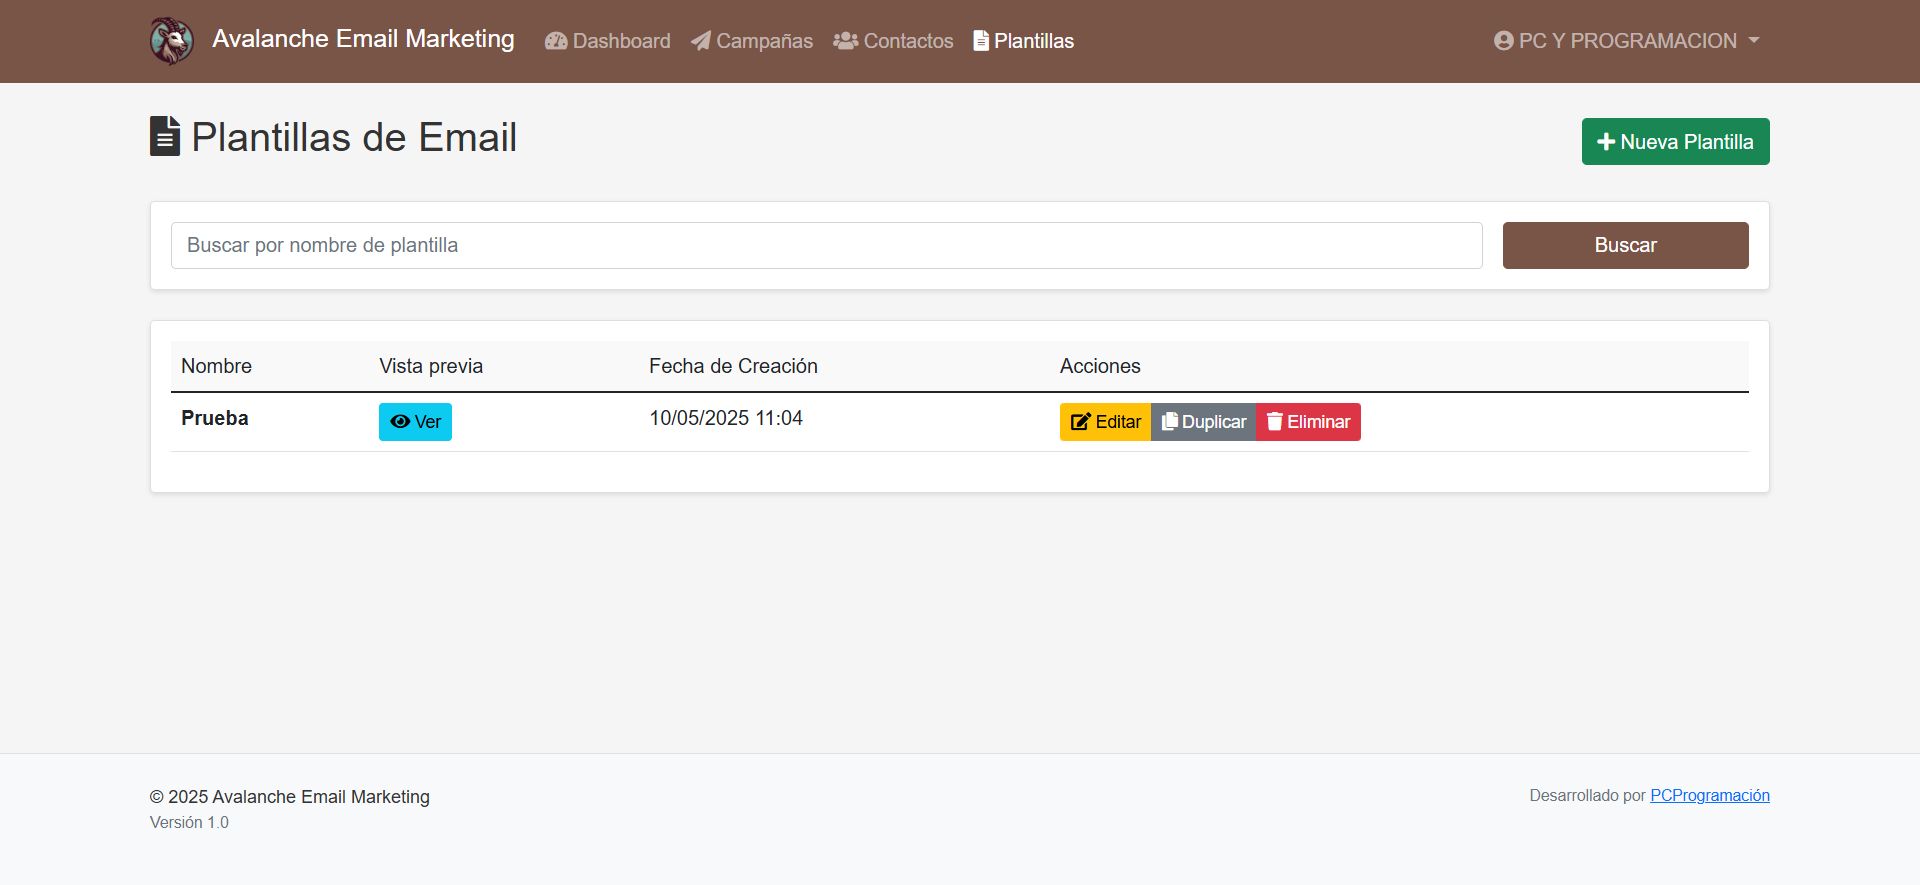 Avalanche Email Marketing Dashboard Campañas Contactos Plantillas PC Y PROGRAMACION
Plantillas de Email
Nueva Plantilla
Buscar por nombre de plantilla Buscar
Nombre Vista previa Fecha de Creación Acciones
Prueba Ver 10/05/2025 11:04 Editar Duplicar Eliminar
© 2025 Avalanche Email Marketing Desarrollado por PCProgramación
Versión 1.0